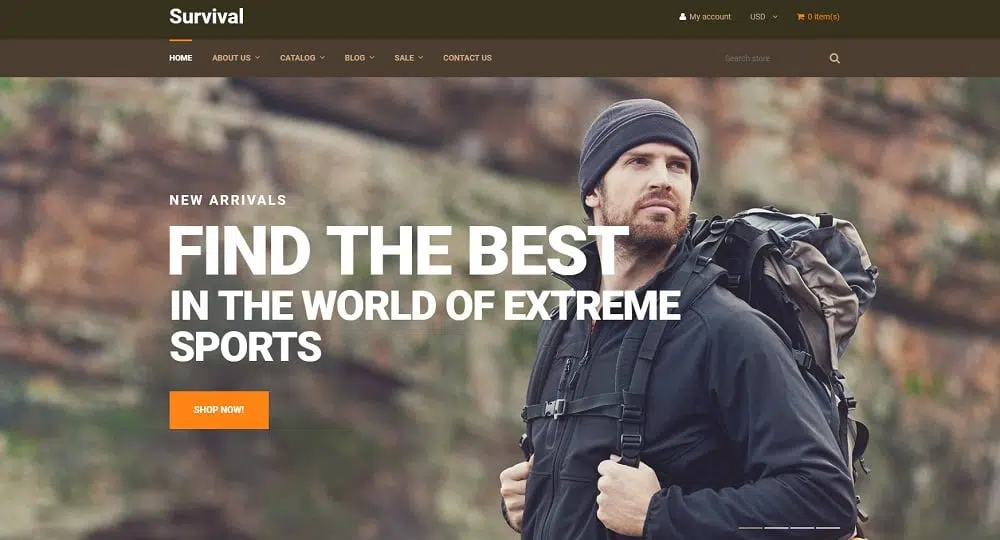 Survival
My account USD 0 item(s)
HOME ABOUT US CATALOG BLOG SALE CONTACT US Search store
NEW ARRIVALS
FIND THE BEST
IN THE WORLD OF EXTREME
SPORTS
SHOP NOW!